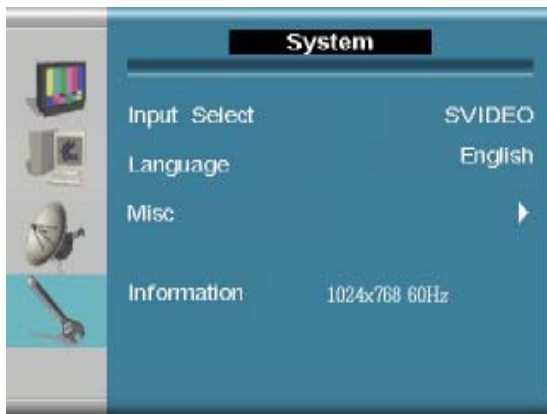 System
Input Select SVIDEO
Language English
Misc
Information 1024x768 60Hz